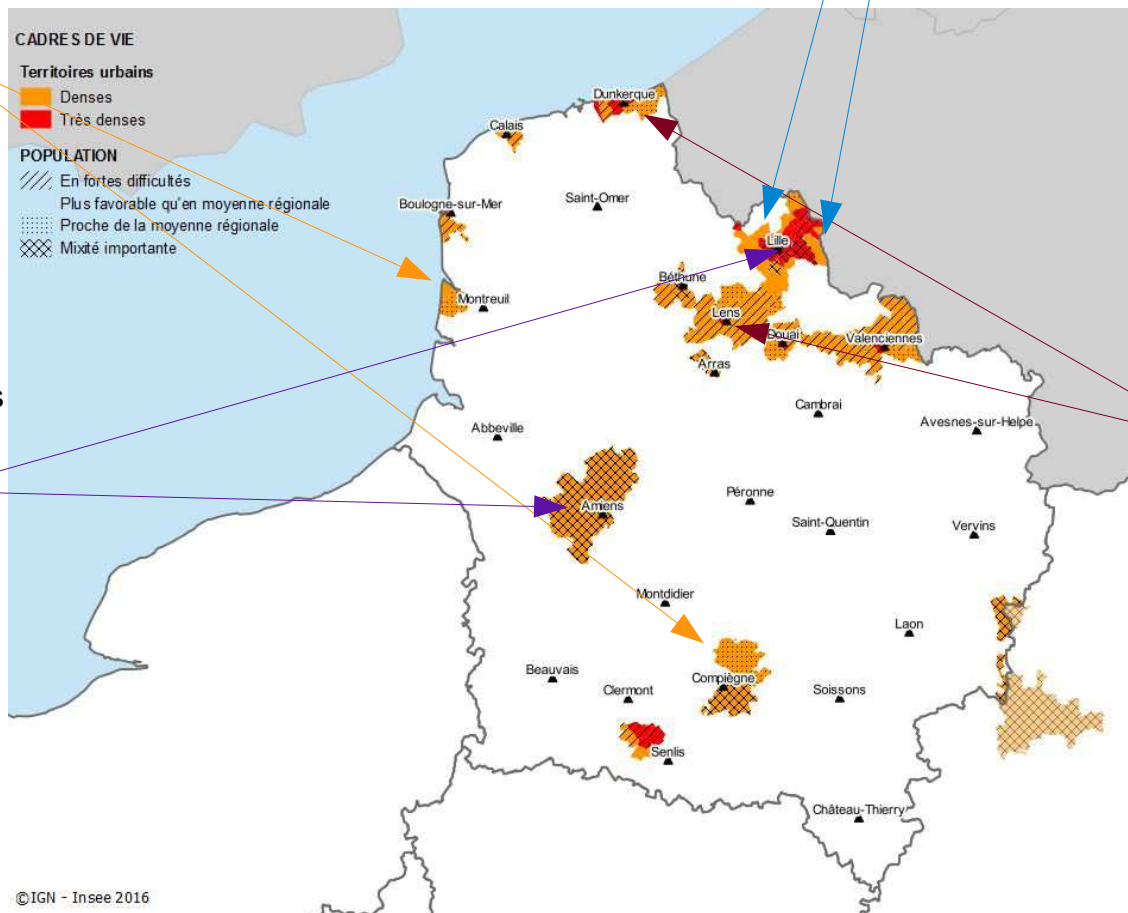 CADRES DE VIE
Territoires urbains
Denses
Très denses
POPULATION
En fortes difficultés
Plus favorable qu'en moyenne régionale
Proche de la moyenne régionale
Mixité importante
Dunkerque
Calais
Saint-Omer
Boulogne-sur-Mer
Lille
Béthune
Montreuil
Lens
Douai
Valenciennes
Arras
Cambrai
s
Avesnes-sur-Helpe
Abbeville
Péronne
Amiens
Saint-Quentin
Vervins
Montdidier
Laon
Beauvais
Compiègne
Clermont
Soissons
Senlis
Château-Thierry
©IGN - Insee 2016